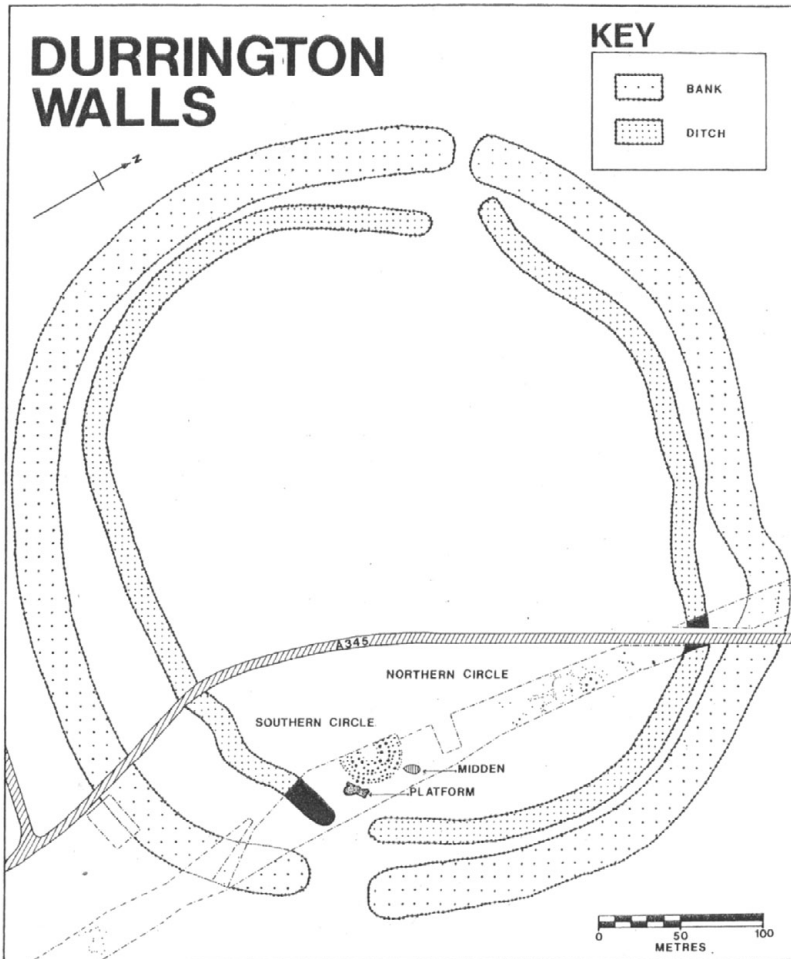 DURRINGTON
WALLS
KEY
BANK
DITCH
N
A345
NORTHERN CIRCLE
SOUTHERN CIRCLE
MIDDEN
PLATFORM
0 50 100
METRES